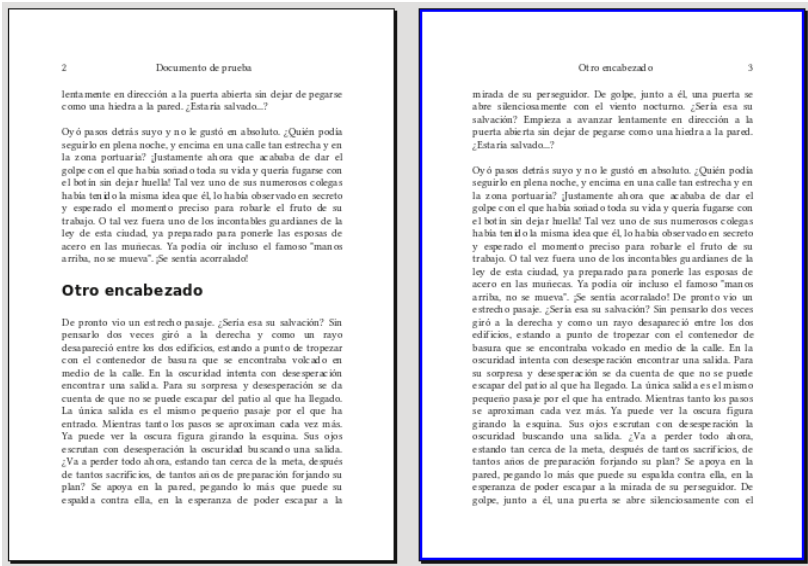 2 Documento de prueba
lentamente en dirección a la puerta abierta sin dejar de pegarse
como una hiedra a la pared. ¿Estaría salvado...?
Oyó pasos detrás suyo y no le gustó en absoluto. ¿Quién podía
seguirlo en plena noche, y encima en una calle tan estrecha y en
la zona portuaria? ¡Justamente ahora que acababa de dar el
golpe con el que había soñado toda su vida y quería fugarse con
el botín sin dejar huella! Tal vez uno de sus numerosos colegas
había tenido la misma idea que él, lo había observado en secreto
y esperado el momento preciso para robarle el fruto de su
trabajo. O tal vez fuera uno de los incontables guardianes de la
ley de esta ciudad, ya preparado para ponerle las esposas de
acero en las muñecas. Ya podía oír incluso el famoso "manos
arriba, no se mueva". ¡Se sentía acorralado!
Otro encabezado
De pronto vio un estrecho pasaje. ¿Sería esa su salvación? Sin
pensarlo dos veces giró a la derecha y como un rayo
desapareció entre los dos edificios, estando a punto de tropezar
con el contenedor de basura que se encontraba volcado en
medio de la calle. En la oscuridad intenta con desesperación
encontrar una salida. Para su sorpresa y desesperación se da
cuenta de que no se puede escapar del patio al que ha llegado.
La única salida es el mismo pequeño pasaje por el que ha
entrado. Mientras tanto los pasos se aproximan cada vez más.
Ya puede ver la oscura figura girando la esquina. Sus ojos
escrutan con desesperación la oscuridad buscando una salida.
¿Va a perder todo ahora, estando tan cerca de la meta, después
de tantos sacrificios, de tantos años de preparación forjando su
plan? Se apoya en la pared, pegando lo más que puede su
espalda contra ella, en la esperanza de poder escapar a la
Otro encabezado 3
mirada de su perseguidor. De golpe, junto a él, una puerta se
abre silenciosamente con el viento nocturno. ¿Sería esa su
salvación? Empieza a avanzar lentamente en dirección a la
puerta abierta sin dejar de pegarse como una hiedra a la pared.
¿Estaría salvado...?
Oyó pasos detrás suyo y no le gustó en absoluto. ¿Quién podía
seguirlo en plena noche, y encima en una calle tan estrecha y en
la zona portuaria? ¡Justamente ahora que acababa de dar el
golpe con el que había soñado toda su vida y quería fugarse con
el botín sin dejar huella! Tal vez uno de sus numerosos colegas
había tenido la misma idea que él, lo había observado en secreto
y esperado el momento preciso para robarle el fruto de su
trabajo. O tal vez fuera uno de los incontables guardianes de la
ley de esta ciudad, ya preparado para ponerle las esposas de
acero en las muñecas. Ya podía oír incluso el famoso "manos
arriba, no se mueva". ¡Se sentía acorralado! De pronto vio un
estrecho pasaje. ¿Sería esa su salvación? Sin pensarlo dos veces
giró a la derecha y como un rayo desapareció entre los dos
edificios, estando a punto de tropezar con el contenedor de
basura que se encontraba volcado en medio de la calle. En la
oscuridad intenta con desesperación encontrar una salida. Para
su sorpresa y desesperación se da cuenta de que no se puede
escapar del patio al que ha llegado. La única salida es el mismo
pequeño pasaje por el que ha entrado. Mientras tanto los pasos
se aproximan cada vez más. Ya puede ver la oscura figura
girando la esquina. Sus ojos escrutan con desesperación la
oscuridad buscando una salida. ¿Va a perder todo ahora,
estando tan cerca de la meta, después de tantos sacrificios, de
tantos años de preparación forjando su plan? Se apoya en la
pared, pegando lo más que puede su espalda contra ella, en la
esperanza de poder escapar a la mirada de su perseguidor. De
golpe, junto a él, una puerta se abre silenciosamente con el